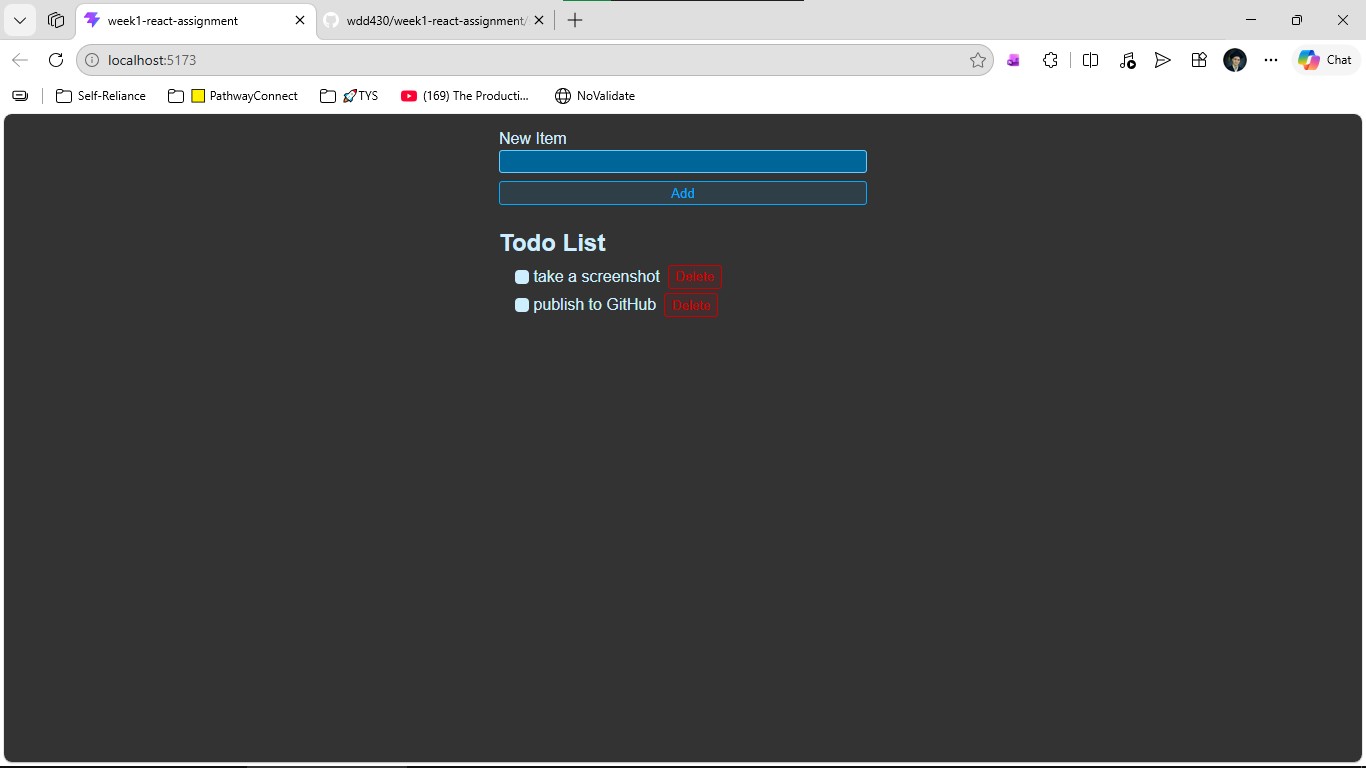 week1-react-assignment
wdd430/week1-react-assignment/
localhost:5173
Chat
Self-Reliance
PathwayConnect
TYS
(169) The Producti...
NoValidate
New Item
Add
Todo List
take a screenshot Delete
publish to GitHub Delete